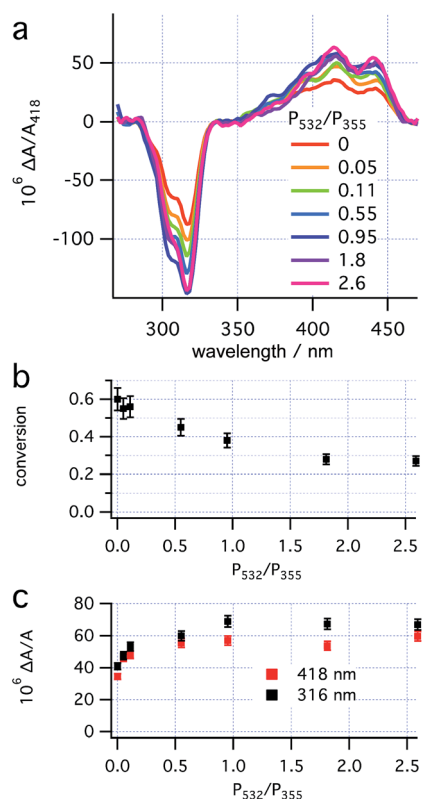 a
10⁶ ΔA/A₄₁₈
50
0
-50
-100
P₅₃₂/P₃₅₅
0
0.05
0.11
0.55
0.95
1.8
2.6
300 350 400 450
wavelength / nm
b
conversion
0.6
0.4
0.2
0.0
0.0 0.5 1.0 1.5 2.0 2.5
P₅₃₂/P₃₅₅
c
10⁶ ΔA/A
80
60
40
20
0
418 nm
316 nm
0.0 0.5 1.0 1.5 2.0 2.5
P₅₃₂/P₃₅₅